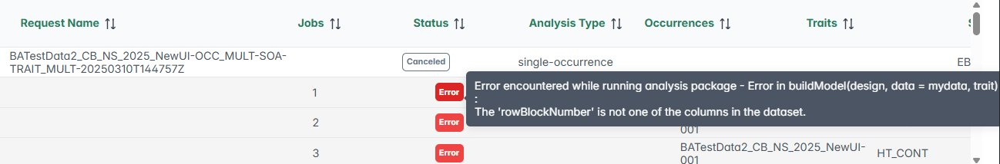 Request Name
Jobs
Status
Analysis Type
Occurrences
Traits
BATestData2_CB_NS_2025_NewUI-OCC_MULT-SOA-
TRAIT_MULT-20250310T144757Z
Canceled
single-occurrence
EB
1
Error
Error encountered while running analysis package - Error in buildModel(design, data = mydata, trait)
:
The 'rowBlockNumber' is not one of the columns in the dataset.
2
Error
001
3
Error
BATestData2_CB_NS_2025_NewUI-
001
HT_CONT